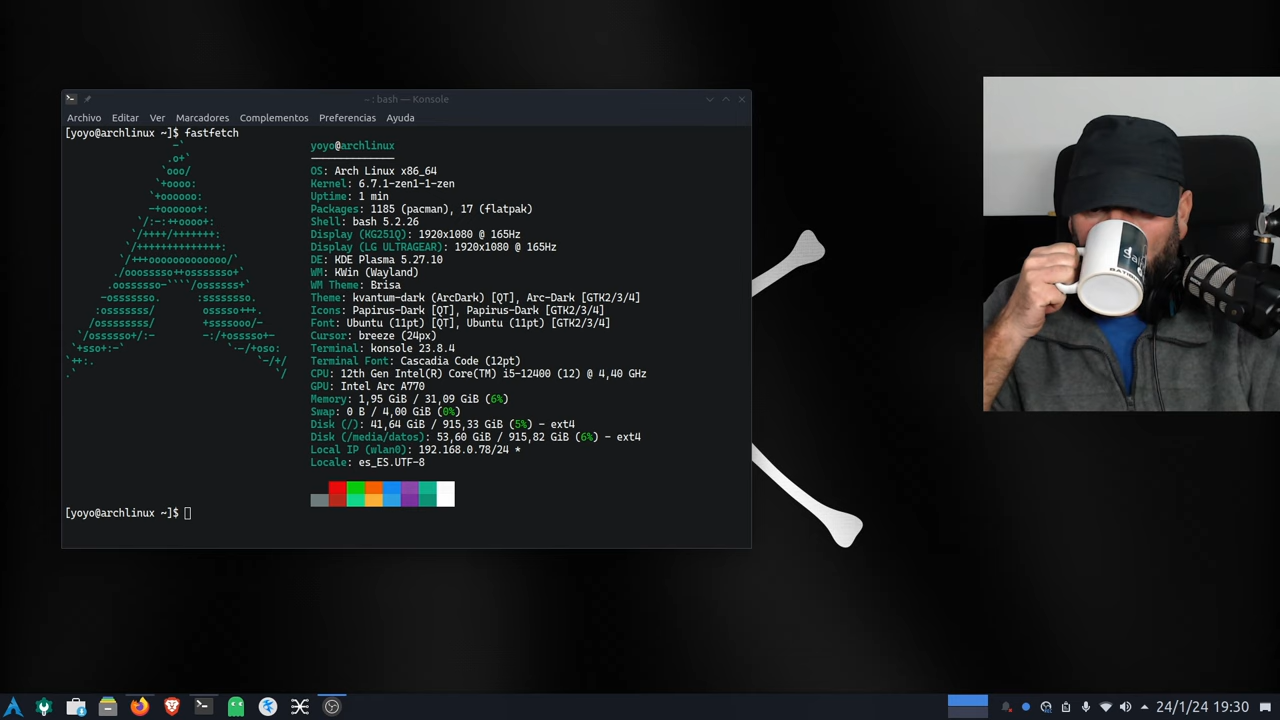 ~ : bash — Konsole
Archivo Editar Ver Marcadores Complementos Preferencias Ayuda
[yoyo@archlinux ~]$ fastfetch
yoyo@archlinux
OS: Arch Linux x86_64
Kernel: 6.7.1-zen1-1-zen
Uptime: 1 min
Packages: 1185 (pacman), 17 (flatpak)
Shell: bash 5.2.26
Display (KG251Q): 1920x1080 @ 165Hz
Display (LG ULTRAGEAR): 1920x1080 @ 165Hz
DE: KDE Plasma 5.27.10
WM: KWin (Wayland)
WM Theme: Brisa
Theme: kvantum-dark (ArcDark) [QT], Arc-Dark [GTK2/3/4]
Icons: Papirus-Dark [QT], Papirus-Dark [GTK2/3/4]
Font: Ubuntu (11pt) [QT], Ubuntu (11pt) [GTK2/3/4]
Cursor: breeze (24px)
Terminal: konsole 23.8.4
Terminal Font: Cascadia Code (12pt)
CPU: 12th Gen Intel(R) Core(TM) i5-12400 (12) @ 4,40 GHz
GPU: Intel Arc A770
Memory: 1,95 GiB / 31,09 GiB (6%)
Swap: 0 B / 4,00 GiB (0%)
Disk (/): 41,64 GiB / 915,33 GiB (5%) - ext4
Disk (/media/datos): 53,60 GiB / 915,82 GiB (6%) - ext4
Local IP (wlan0): 192.168.0.78/24 *
Locale: es_ES.UTF-8
[yoyo@archlinux ~]$
24/1/24 19:30